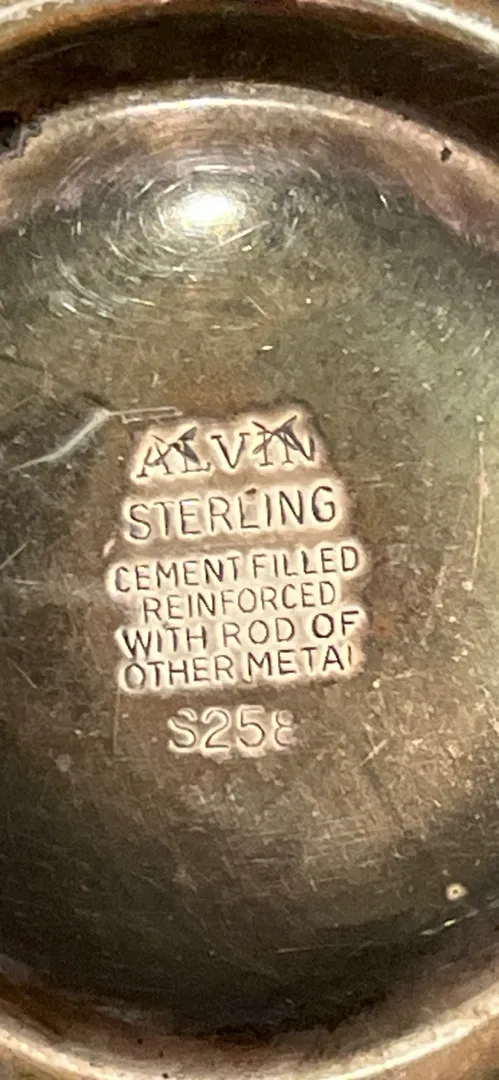 ALVIN
STERLING
CEMENT FILLED
REINFORCED
WITH ROD OF
OTHER METAL
S258